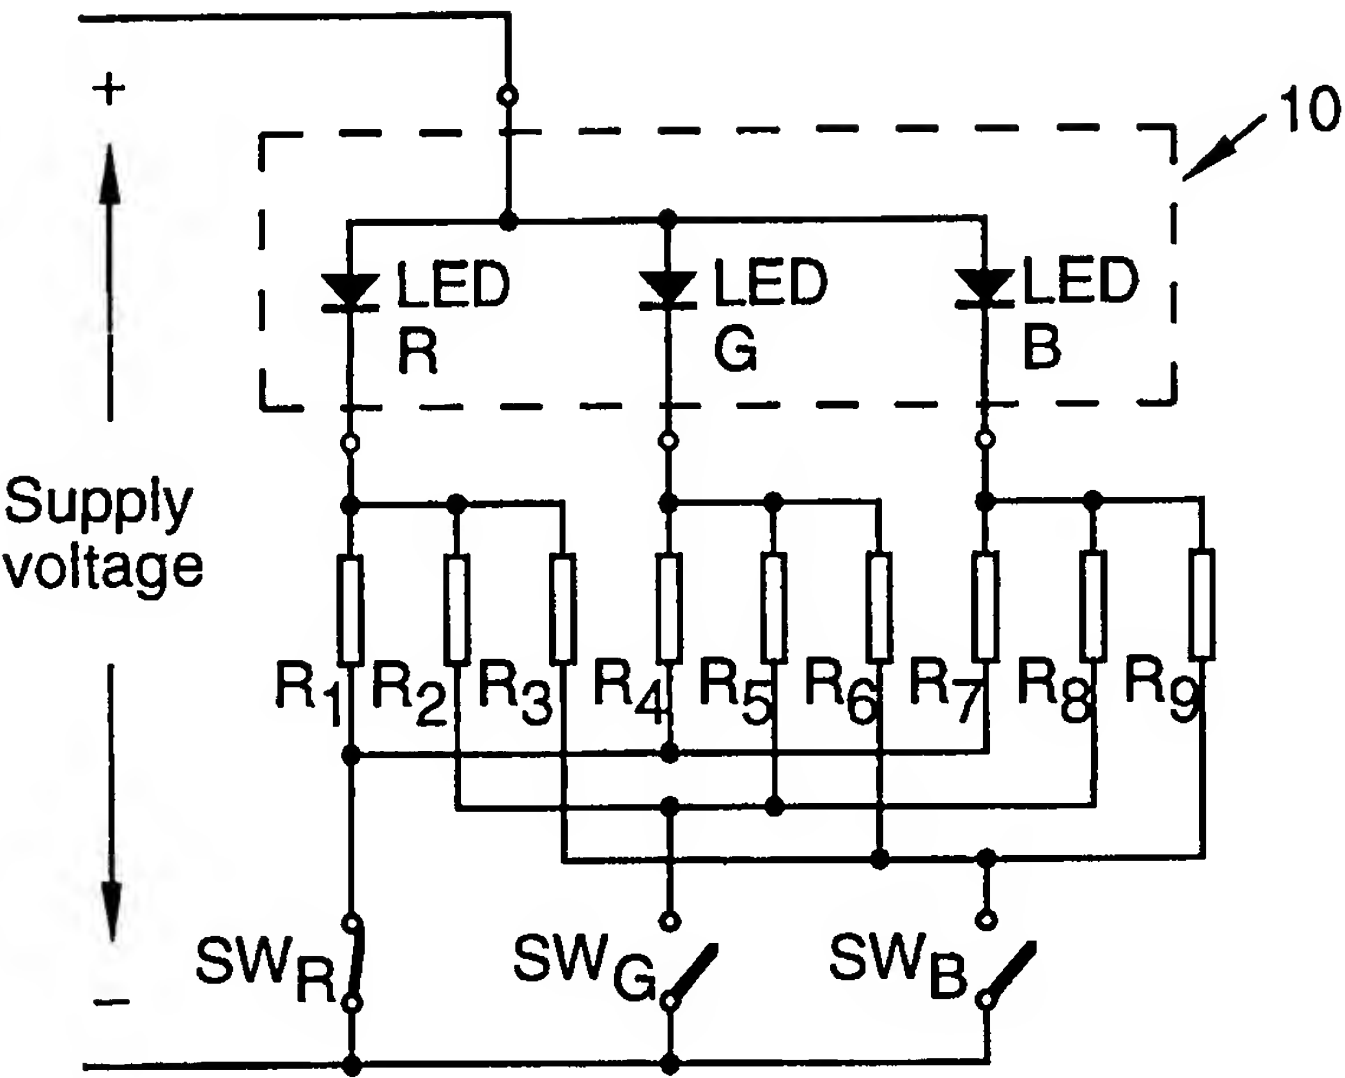 +
10
LED
R
LED
G
LED
B
Supply
voltage
R1 R2 R3 R4 R5 R6 R7 R8 R9
SWR
SWG
SWB
−